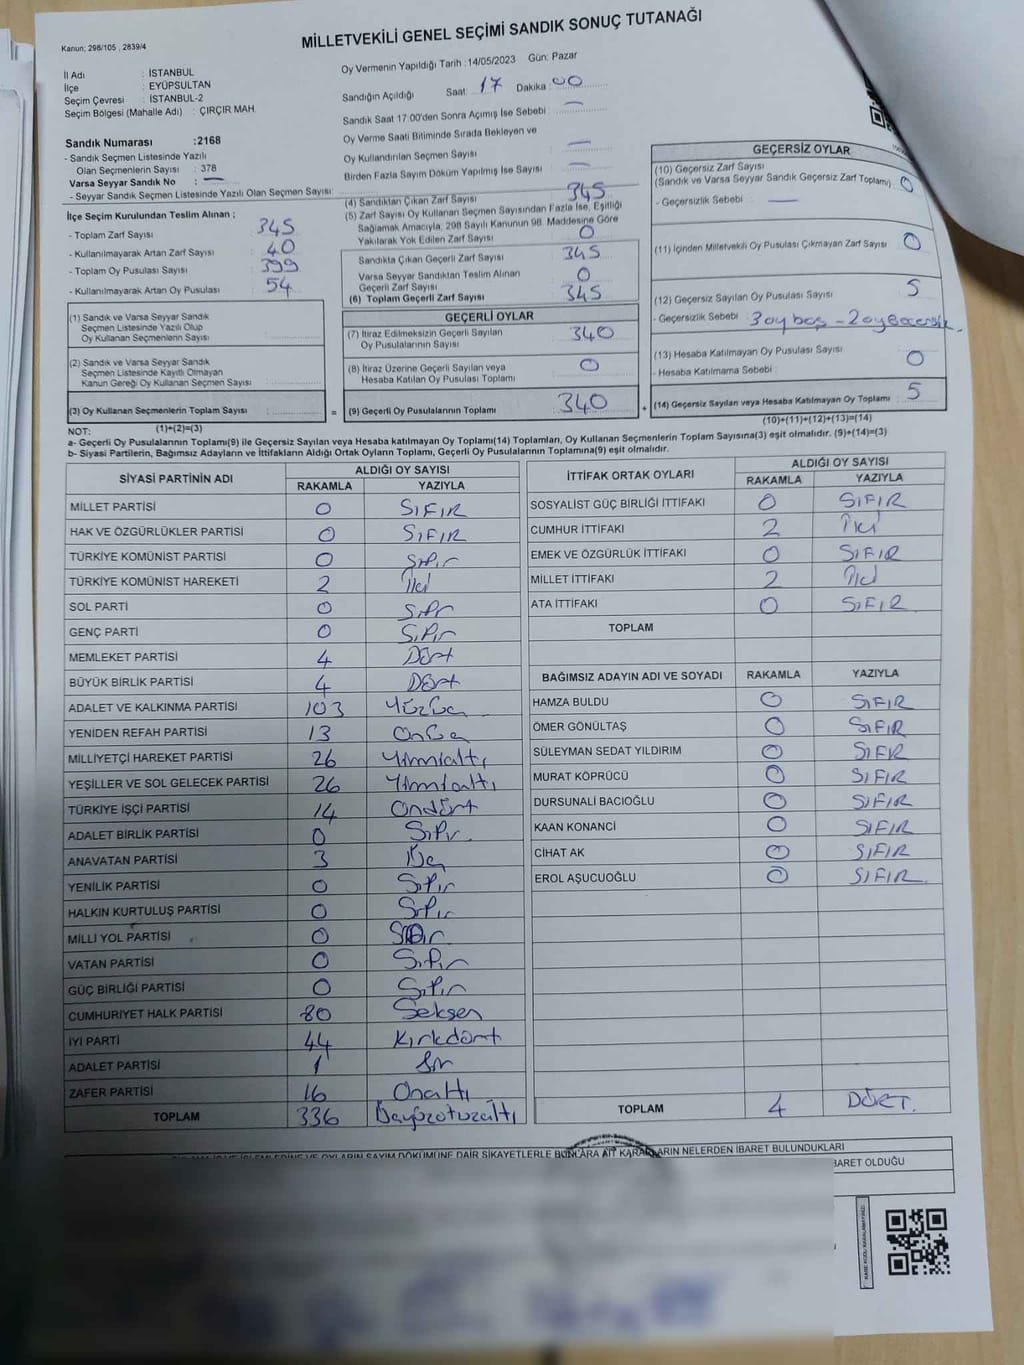 Kanun; 298/105 , 2839/4
MİLLETVEKİLİ GENEL SEÇİMİ SANDIK SONUÇ TUTANAĞI
İl Adı : İSTANBUL
İlçe : EYÜPSULTAN
Seçim Çevresi : İSTANBUL-2
Seçim Bölgesi (Mahalle Adı) : ÇIRÇIR MAH.
Sandık Numarası :2168
- Sandık Seçmen Listesinde Yazılı
Olan Seçmenlerin Sayısı : 378
Varsa Seyyar Sandık No : —
- Seyyar Sandık Seçmen Listesinde Yazılı Olan Seçmen Sayısı:
Oy Vermenin Yapıldığı Tarih :14/05/2023 Gün: Pazar
Sandığın Açıldığı Saat: 17 Dakika: 00
Sandık Saat 17:00'den Sonra Açımış İse Sebebi : —
Oy Verme Saati Bitiminde Sırada Bekleyen ve
Oy Kullandırılan Seçmen Sayısı : —
Birden Fazla Sayım Döküm Yapılmış İse Sayısı : —
İlçe Seçim Kurulundan Teslim Alınan ;
- Toplam Zarf Sayısı : 345
- Kullanılmayarak Artan Zarf Sayısı : 40
- Toplam Oy Pusulası Sayısı : 399
- Kullanılmayarak Artan Oy Pusulası : 54
(1) Sandık ve Varsa Seyyar Sandık
Seçmen Listesinde Yazılı Olup
Oy Kullanan Seçmenlerin Sayısı :
(2) Sandık ve Varsa Seyyar Sandık
Seçmen Listesinde Kayıtlı Olmayan
Kanun Gereği Oy Kullanan Seçmen Sayısı :
(3) Oy Kullanan Seçmenlerin Toplam Sayısı : =
(1)+(2)=(3)
(4) Sandıktan Çıkan Zarf Sayısı : 345
(5) Zarf Sayısı Oy Kullanan Seçmen Sayısından Fazla İse, Eşitliği
Sağlamak Amacıyla, 298 Sayılı Kanunun 98. Maddesine Göre
Yakılarak Yok Edilen Zarf Sayısı : 0
Sandıkta Çıkan Geçerli Zarf Sayısı : 345
Varsa Seyyar Sandıktan Teslim Alınan
Geçerli Zarf Sayısı : 0
(6) Toplam Geçerli Zarf Sayısı : 345
GEÇERLİ OYLAR
(7) İtiraz Edilmeksizin Geçerli Sayılan
Oy Pusulalarının Sayısı : 340
(8) İtiraz Üzerine Geçerli Sayılan veya
Hesaba Katılan Oy Pusulası Toplamı : 0
(9) Geçerli Oy Pusulalarının Toplamı : 340 +
GEÇERSİZ OYLAR
(10) Geçersiz Zarf Sayısı
(Sandık ve Varsa Seyyar Sandık Geçersiz Zarf Toplamı) : 0
- Geçersizlik Sebebi : —
(11) İçinden Milletvekili Oy Pusulası Çıkmayan Zarf Sayısı : 0
(12) Geçersiz Sayılan Oy Pusulası Sayısı : 5
- Geçersizlik Sebebi : 3 oy boş - 2 oy Geçersiz.
(13) Hesaba Katılmayan Oy Pusulası Sayısı : 0
- Hesaba Katılmama Sebebi :
(14) Geçersiz Sayılan veya Hesaba Katılmayan Oy Toplamı : 5
(10)+(11)+(12)+(13)=(14)
NOT:
a- Geçerli Oy Pusulalarının Toplamı(9) ile Geçersiz Sayılan veya Hesaba katılmayan Oy Toplamı(14) Toplamları, Oy Kullanan Seçmenlerin Toplam Sayısına(3) eşit olmalıdır. (9)+(14)=(3)
b- Siyasi Partilerin, Bağımsız Adayların ve İttifakların Aldığı Ortak Oyların Toplamı, Geçerli Oy Pusulalarının Toplamına(9) eşit olmalıdır.
SİYASİ PARTİNİN ADI ALDIĞI OY SAYISI
RAKAMLA YAZIYLA
MİLLET PARTİSİ 0 SIFIR
HAK VE ÖZGÜRLÜKLER PARTİSİ 0 SIFIR
TÜRKİYE KOMÜNİST PARTİSİ 0 Sıfır
TÜRKİYE KOMÜNİST HAREKETİ 2 İki
SOL PARTİ 0 Sıfır
GENÇ PARTİ 0 Sıfır
MEMLEKET PARTİSİ 4 Dört
BÜYÜK BİRLİK PARTİSİ 4 Dört
ADALET VE KALKINMA PARTİSİ 103 Yüzüç
YENİDEN REFAH PARTİSİ 13 Onüç
MİLLİYETÇİ HAREKET PARTİSİ 26 Yirmialtı
YEŞİLLER VE SOL GELECEK PARTİSİ 26 Yirmialtı
TÜRKİYE İŞÇİ PARTİSİ 14 Ondört
ADALET BİRLİK PARTİSİ 0 Sıfır
ANAVATAN PARTİSİ 3 Üç
YENİLİK PARTİSİ 0 Sıfır
HALKIN KURTULUŞ PARTİSİ 0 Sıfır
MİLLİ YOL PARTİSİ 0 Sıfır
VATAN PARTİSİ 0 Sıfır
GÜÇ BİRLİĞİ PARTİSİ 0 Sıfır
CUMHURİYET HALK PARTİSİ 80 Seksen
İYİ PARTİ 44 Kırkdört
ADALET PARTİSİ 1 Bir
ZAFER PARTİSİ 16 Onaltı
TOPLAM 336 Üçyüzotuzaltı
İTTİFAK ORTAK OYLARI ALDIĞI OY SAYISI
RAKAMLA YAZIYLA
SOSYALİST GÜÇ BİRLİĞİ İTTİFAKI 0 SIFIR
CUMHUR İTTİFAKI 2 İki
EMEK VE ÖZGÜRLÜK İTTİFAKI 0 SIFIR
MİLLET İTTİFAKI 2 İki
ATA İTTİFAKI 0 SIFIR
TOPLAM
BAĞIMSIZ ADAYIN ADI VE SOYADI RAKAMLA YAZIYLA
HAMZA BULDU 0 SIFIR
ÖMER GÖNÜLTAŞ 0 SIFIR
SÜLEYMAN SEDAT YILDIRIM 0 SIFIR
MURAT KÖPRÜCÜ 0 SIFIR
DURSUNALİ BACIOĞLU 0 SIFIR
KAAN KONANCİ 0 SIFIR
CİHAT AK 0 SIFIR
EROL AŞUCUOĞLU 0 SIFIR
TOPLAM 4 DÖRT.
OYLARIN SAYIM DÖKÜMÜNE DAİR ŞİKAYETLERLE BUNLARA AİT KARARLARIN NELERDEN İBARET BULUNDUKLARI
İBARET OLDUĞU